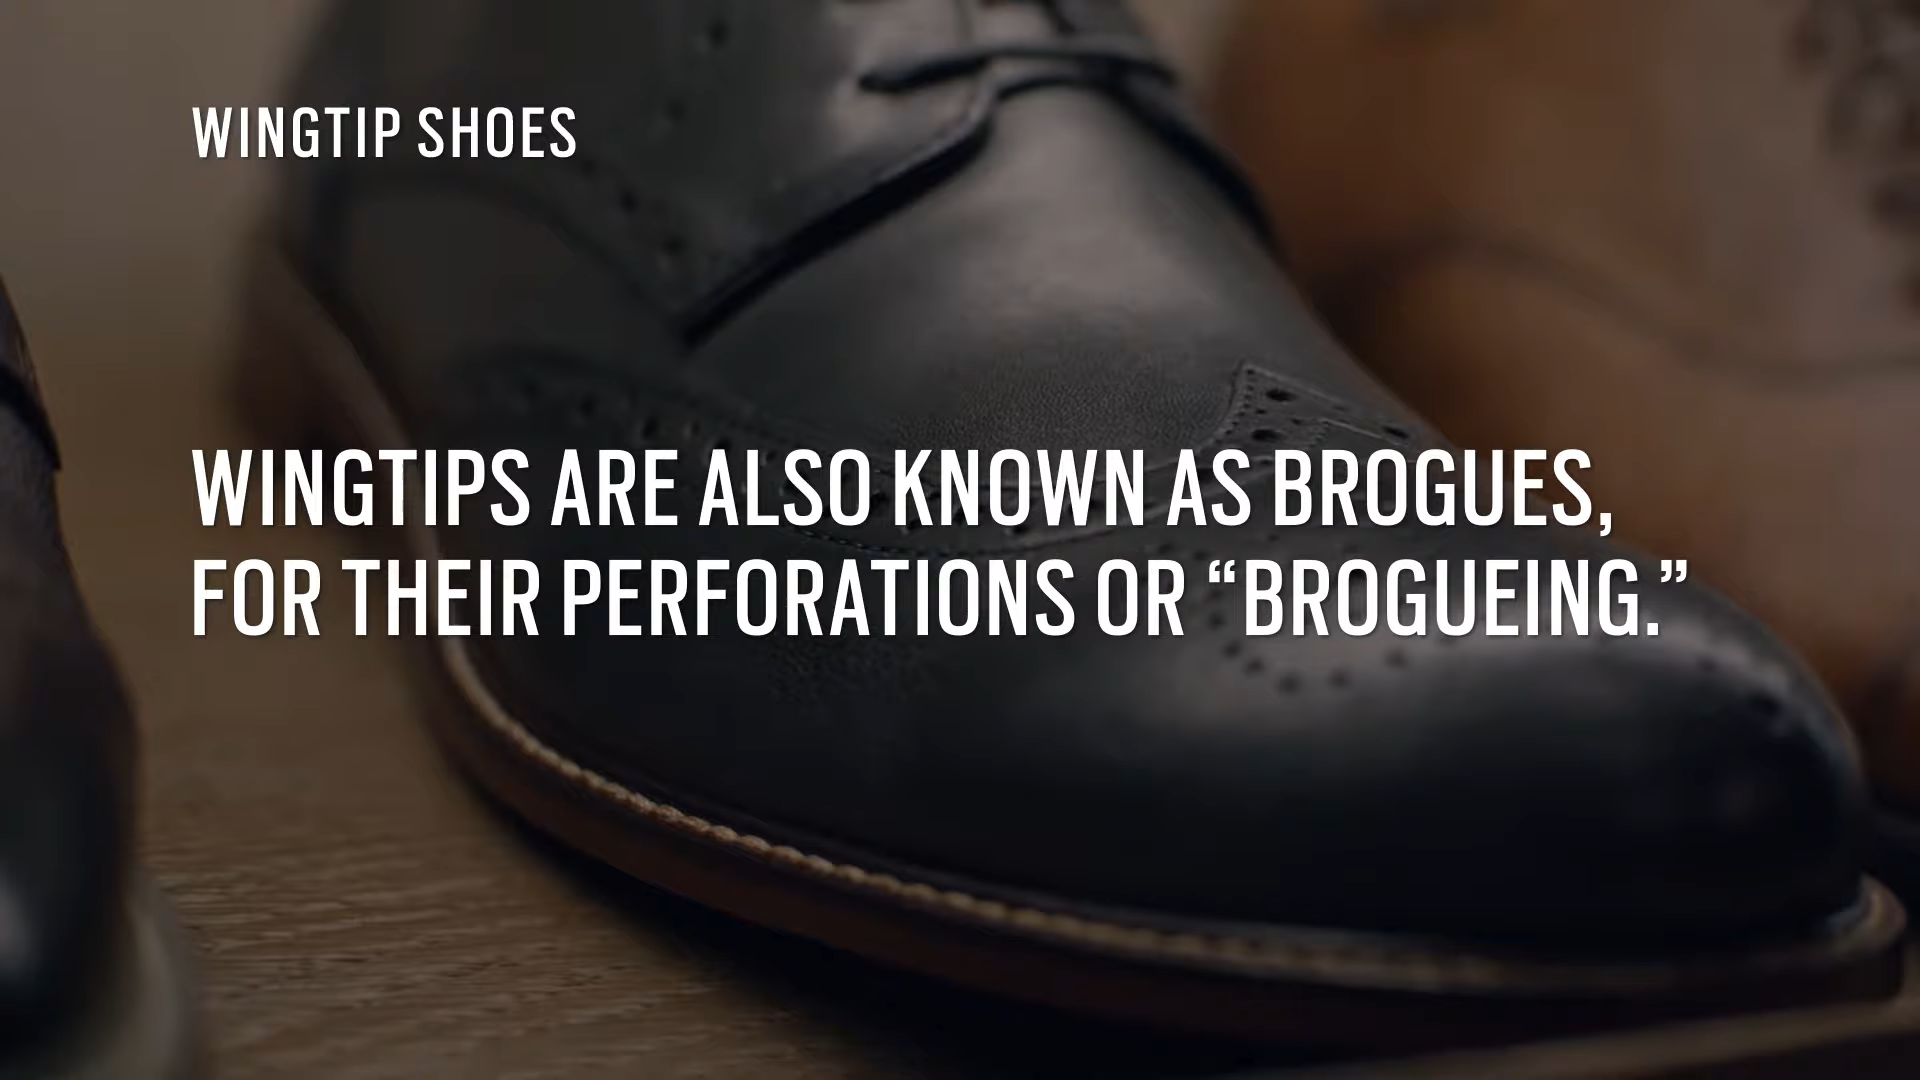 WINGTIP SHOES
WINGTIPS ARE ALSO KNOWN AS BROGUES,
FOR THEIR PERFORATIONS OR “BROGUEING.”